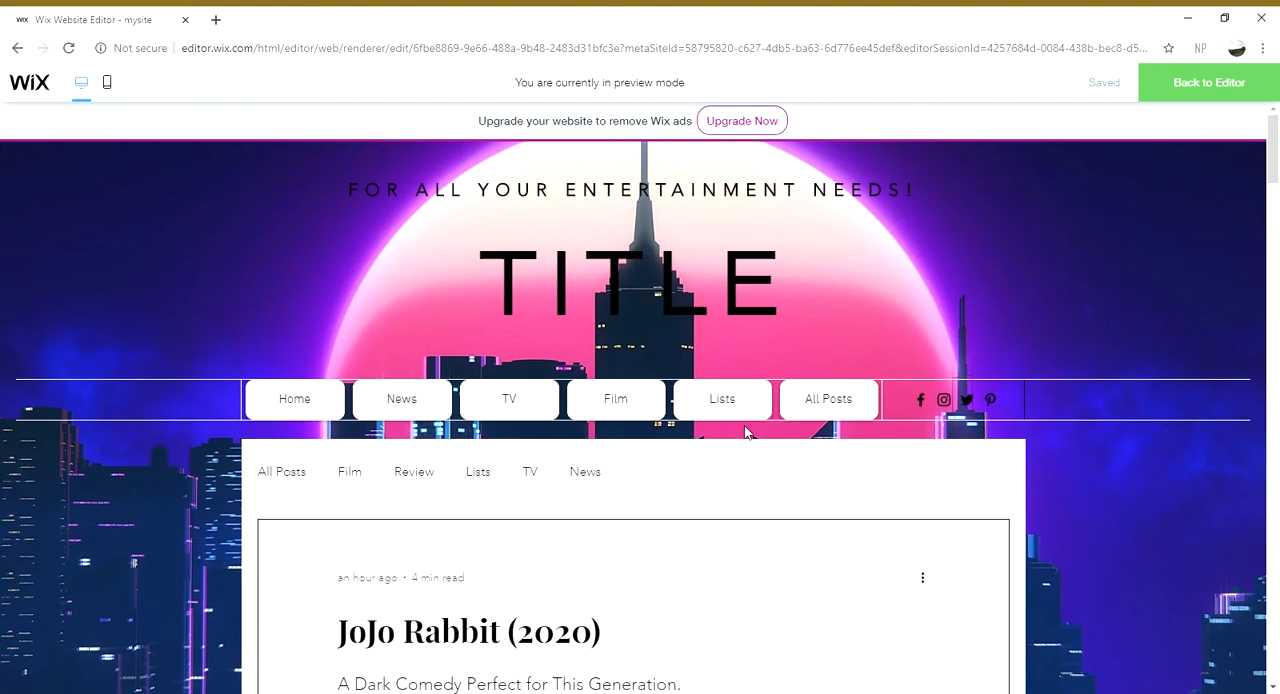 WiX Wix Website Editor - mysite
Not secure editor.wix.com/html/editor/web/renderer/edit/6fbe8869-9e66-488a-9b48-2483d31bfc3e?metaSiteId=58795820-c627-4db5-ba63-6d776ee45def&editorSessionId=4257684d-0084-438b-bec8-d5... NP
WiX You are currently in preview mode Saved Back to Editor
Upgrade your website to remove Wix ads Upgrade Now
FOR ALL YOUR ENTERTAINMENT NEEDS!
TITLE
Home News TV Film Lists All Posts
All Posts Film Review Lists TV News
an hour ago · 4 min read
JoJo Rabbit (2020)
A Dark Comedy Perfect for This Generation.